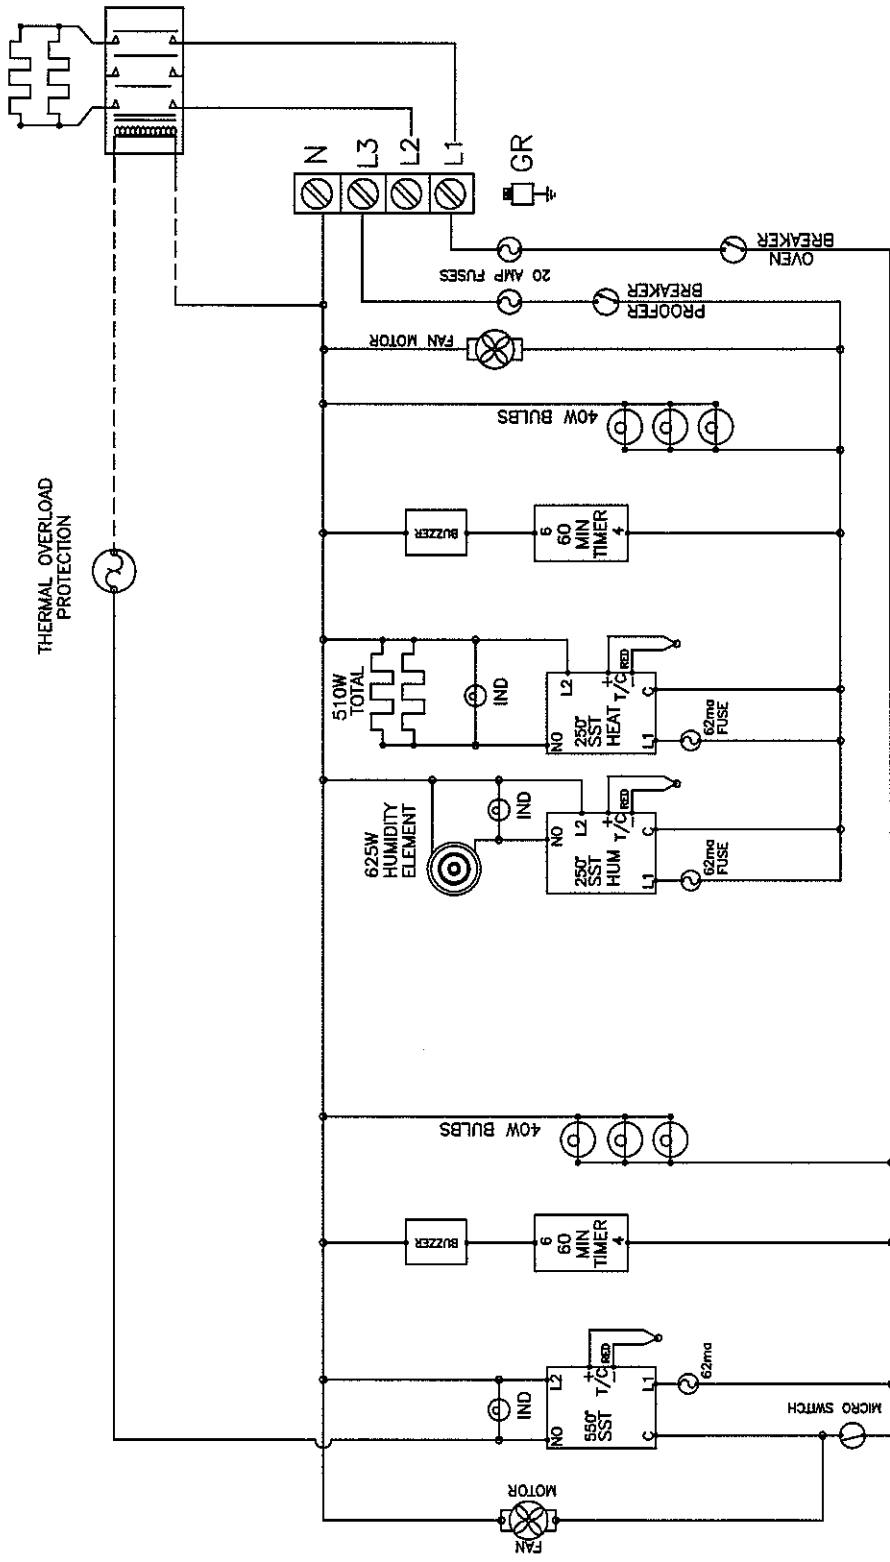 N
L3
L2
L1
GR
OVEN
BREAKER
20 AMP FUSES
PROOFER
BREAKER
FAN MOTOR
40W BULBS
THERMAL OVERLOAD
PROTECTION
BUZZER
6
60
MIN
TIMER
4
510W
TOTAL
IND
NO
L2
250°
SST
HEAT
+
T/C
RED
-
L1
C
62ma
FUSE
625W
HUMIDITY
ELEMENT
IND
NO
L2
250°
SST
HUM
+
T/C
RED
-
L1
C
62ma
FUSE
40W BULBS
BUZZER
6
60
MIN
TIMER
4
IND
NO
L2
550°
SST
+
T/C
RED
-
C
L1
62ma
MICRO SWITCH
FAN
MOTOR